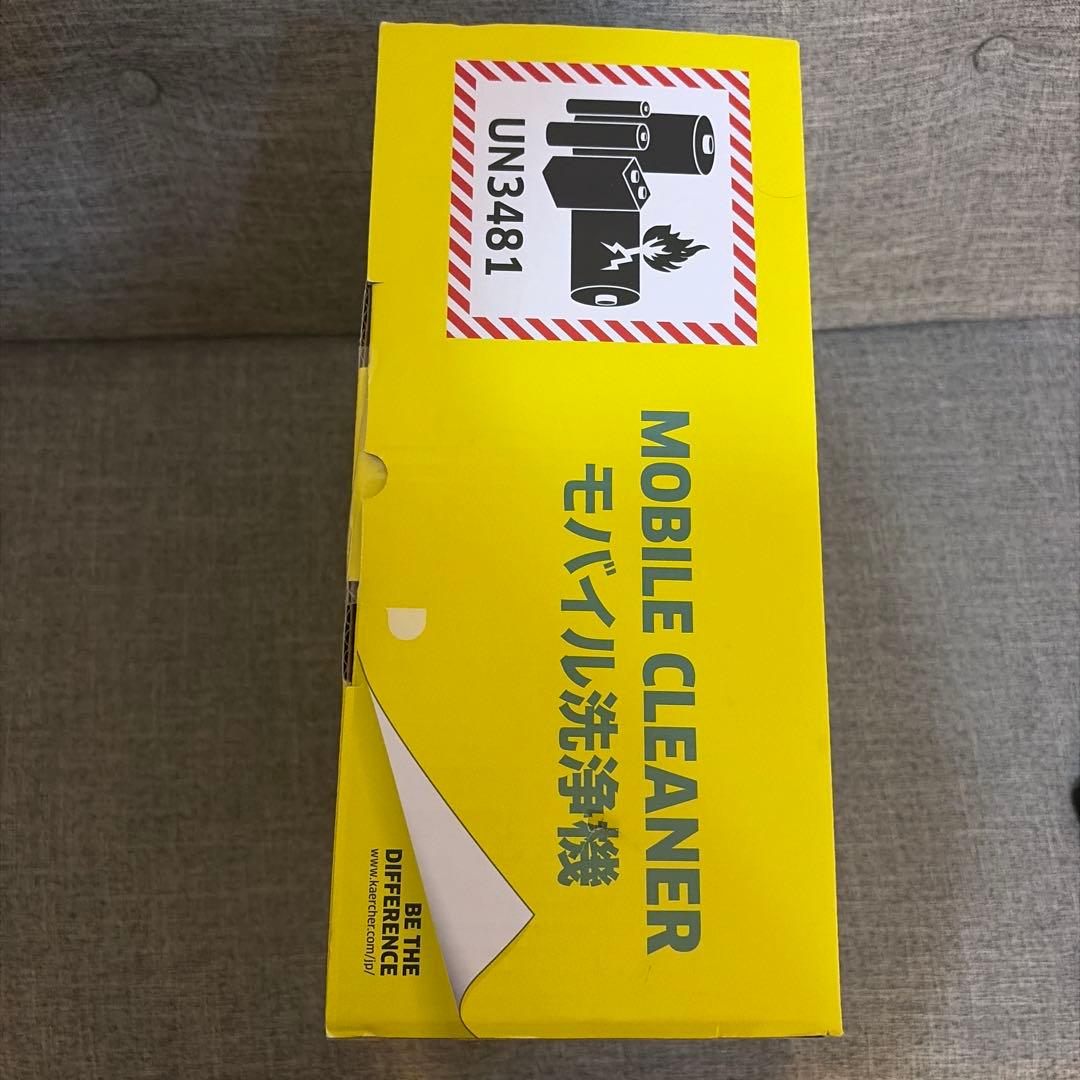 UN3481
MOBILE CLEANER
モバイル洗浄機
BE THE
DIFFERENCE
www.kaercher.com/jp/